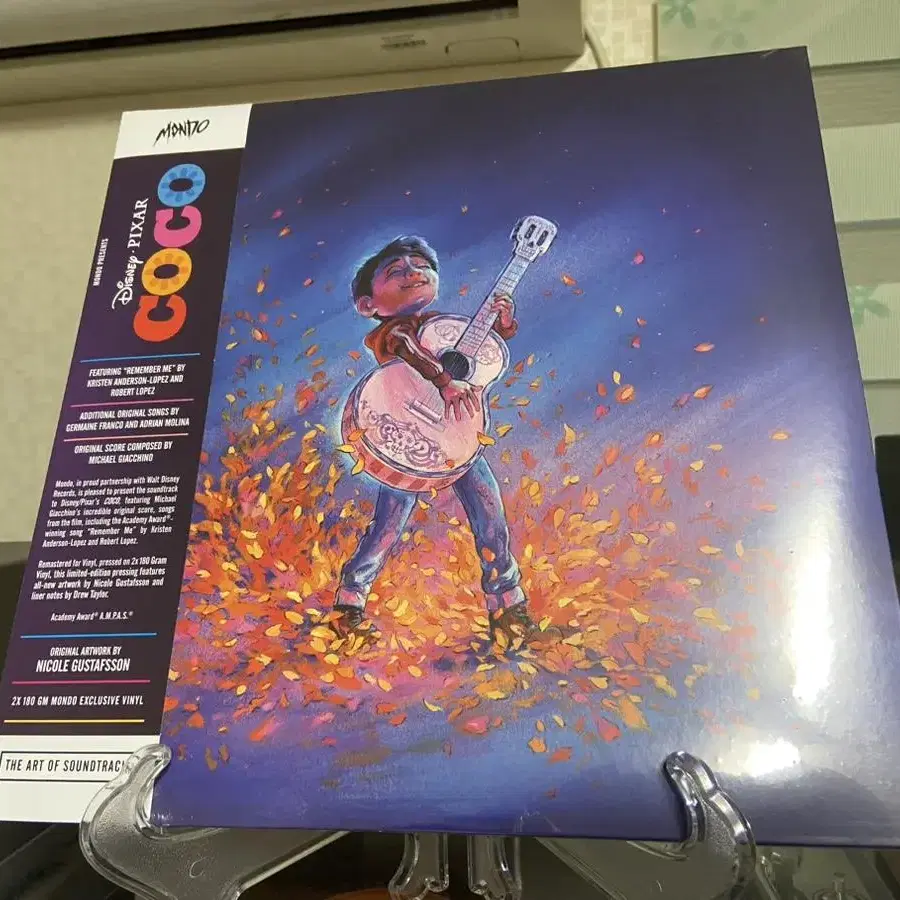 MONDO
MONDO PRESENTS
DISNEY · PIXAR
COCO
FEATURING "REMEMBER ME" BY
KRISTEN ANDERSON-LOPEZ AND
ROBERT LOPEZ
ADDITIONAL ORIGINAL SONGS BY
GERMAINE FRANCO AND ADRIAN MOLINA
ORIGINAL SCORE COMPOSED BY
MICHAEL GIACCHINO
Mondo, in proud partnership with Walt Disney
Records, is pleased to present the soundtrack
to Disney/Pixar's COCO, featuring Michael
Giacchino's incredible original score, songs
from the film, including the Academy Award®-
winning song "Remember Me" by Kristen
Anderson-Lopez and Robert Lopez.
Remastered for Vinyl, pressed on 2x180 Gram
Vinyl, this limited-edition pressing features
all-new artwork by Nicole Gustafsson and
liner notes by Drew Taylor.
Academy Award® A.M.P.A.S.®
ORIGINAL ARTWORK BY
NICOLE GUSTAFSSON
2X 180 GM MONDO EXCLUSIVE VINYL
THE ART OF SOUNDTRAC